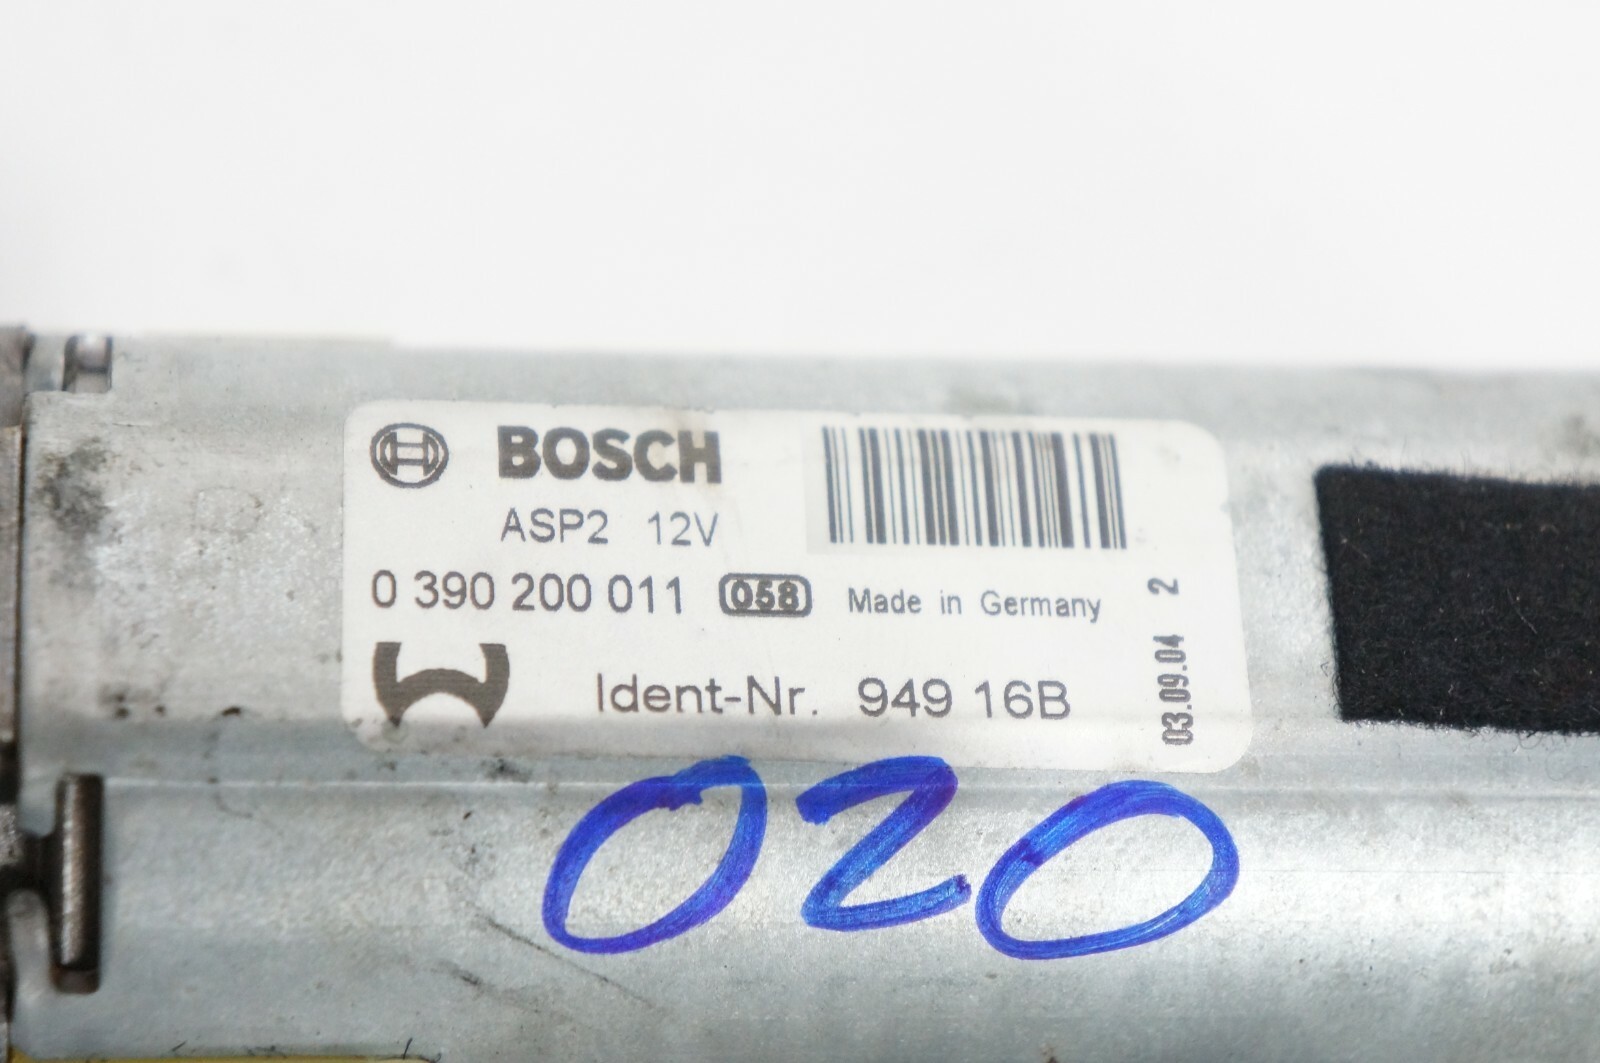 BOSCH
ASP2 12V
0 390 200 011 058 Made in Germany
Ident-Nr. 949 16B
03.09.04 2
020